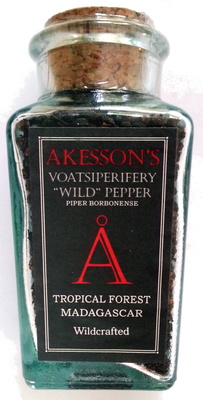 AKESSON'S
VOATSIPERIFERY
"WILD" PEPPER
PIPER BORBONENSE
Å
TROPICAL FOREST
MADAGASCAR
Wildcrafted